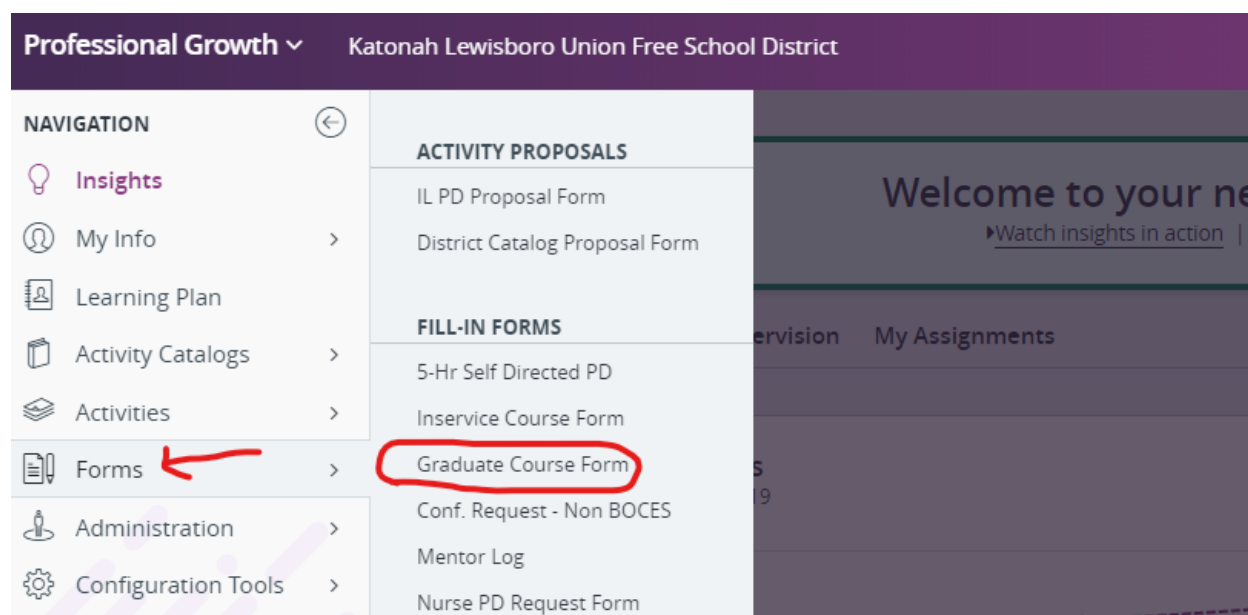 Professional Growth Katonah Lewisboro Union Free School District
NAVIGATION
Insights
My Info
Learning Plan
Activity Catalogs
Activities
Forms
Administration
Configuration Tools
ACTIVITY PROPOSALS
IL PD Proposal Form
District Catalog Proposal Form
FILL-IN FORMS
5-Hr Self Directed PD
Inservice Course Form
Graduate Course Form
Conf. Request - Non BOCES
Mentor Log
Nurse PD Request Form
Welcome to your ne
Watch insights in action |
ervision My Assignments
s
19